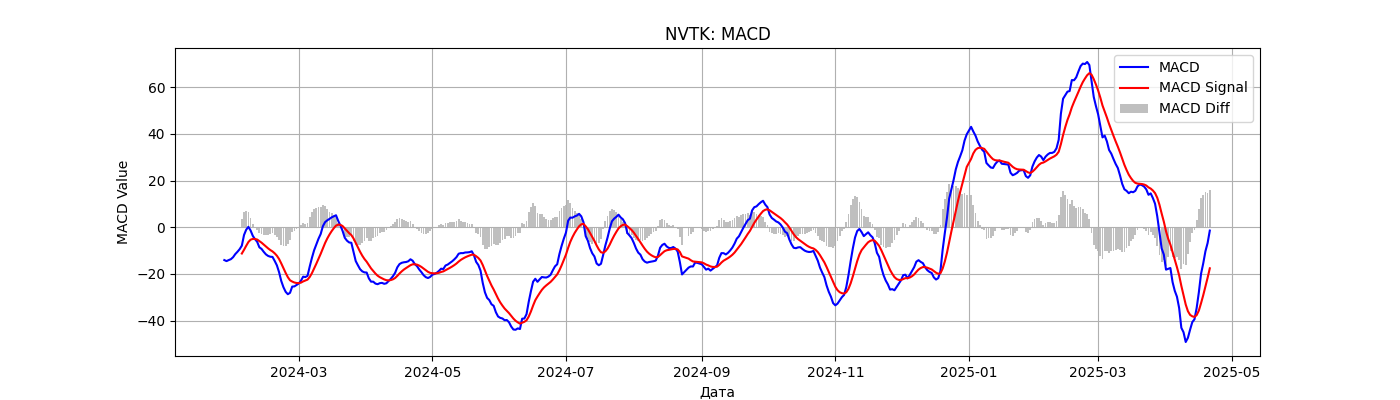 NVTK: MACD
MACD
MACD Signal
MACD Diff
MACD Value
60
40
20
0
−20
−40
2024-03
2024-05
2024-07
2024-09
2024-11
2025-01
2025-03
2025-05
Дата